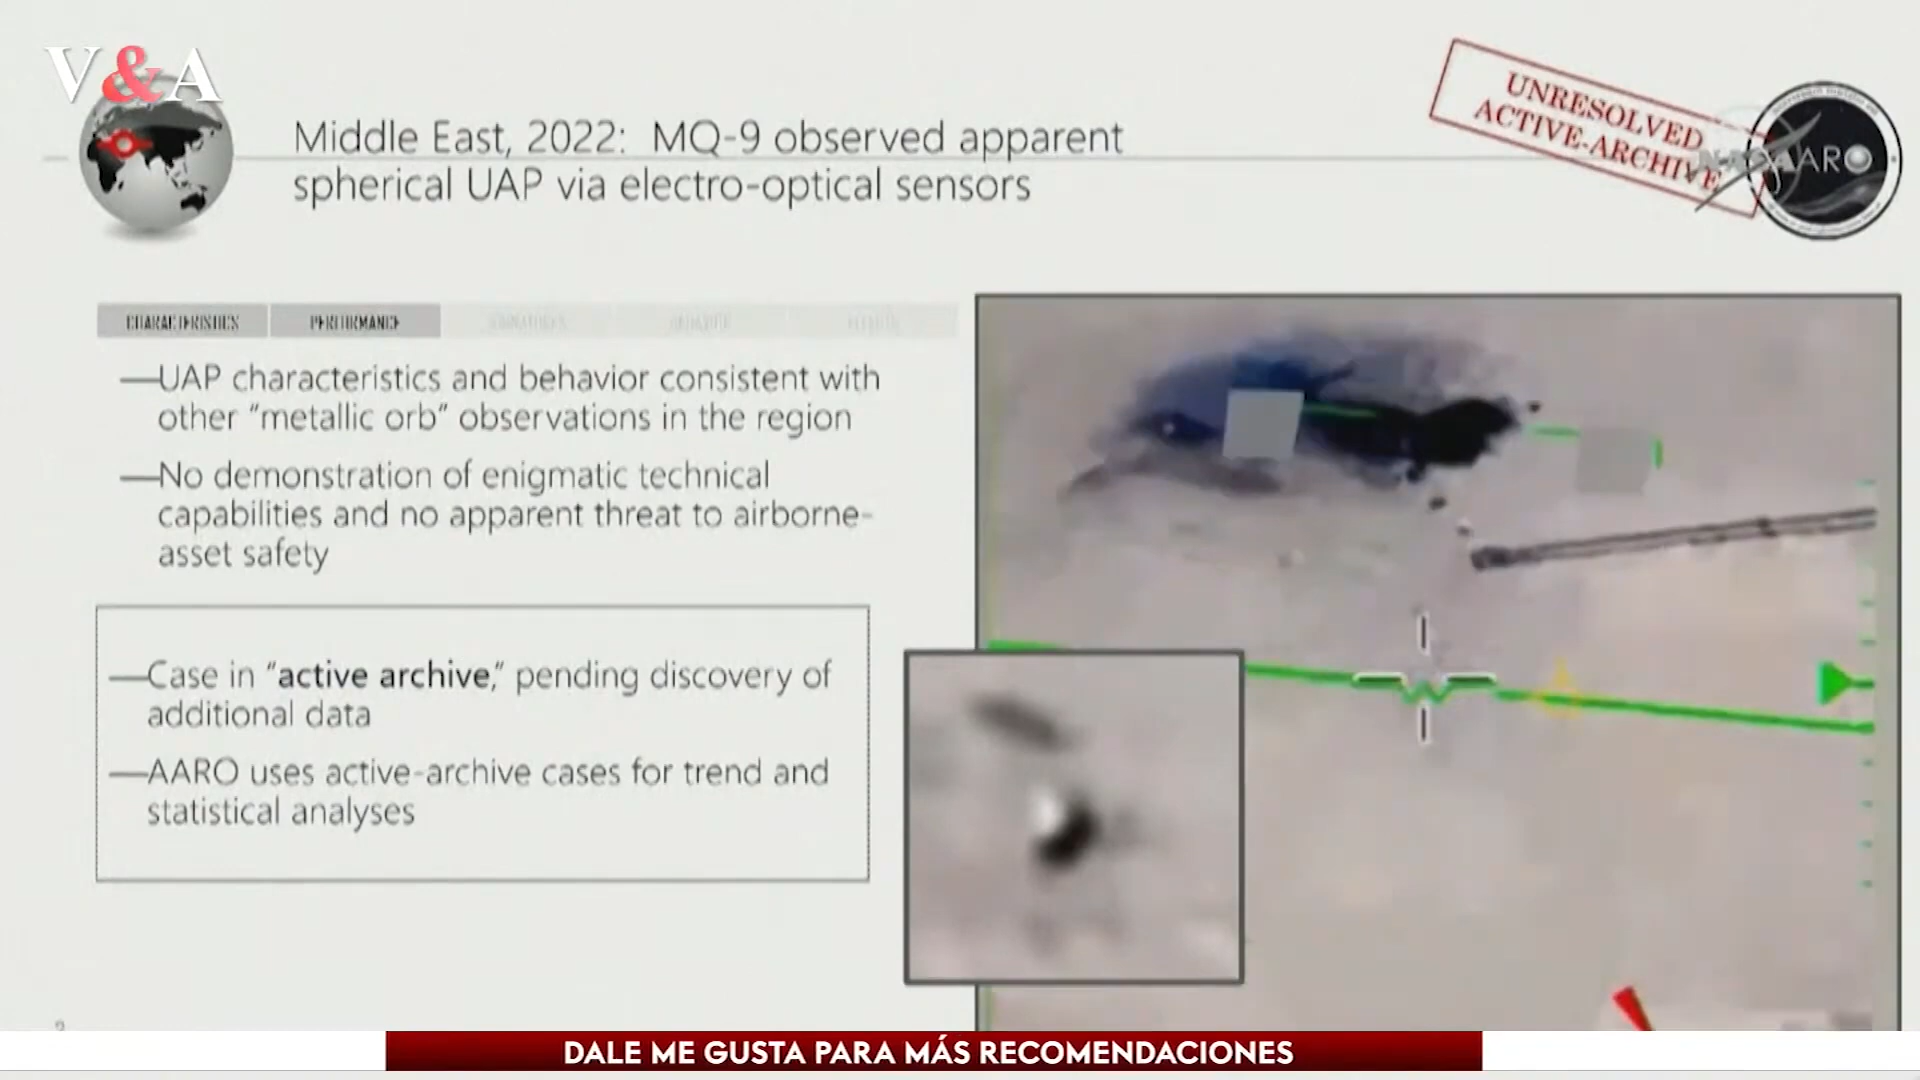 V&A
UNRESOLVED
ACTIVE-ARCHIVE
AARO
Middle East, 2022: MQ-9 observed apparent
spherical UAP via electro-optical sensors
CHARACTERISTICS PERFORMANCE
—UAP characteristics and behavior consistent with
other "metallic orb" observations in the region
—No demonstration of enigmatic technical
capabilities and no apparent threat to airborne-
asset safety
—Case in "active archive," pending discovery of
additional data
—AARO uses active-archive cases for trend and
statistical analyses
DALE ME GUSTA PARA MÁS RECOMENDACIONES